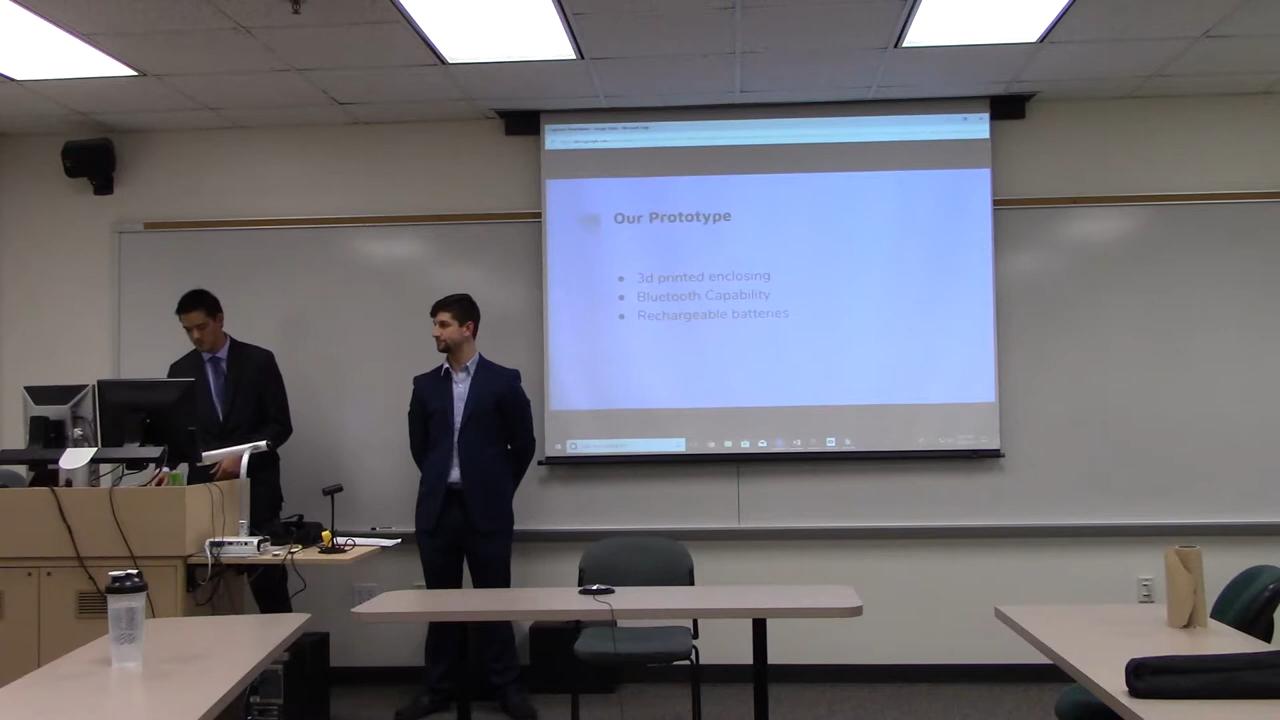 Our Prototype
● 3d printed enclosing
● Bluetooth Capability
● Rechargeable batteries